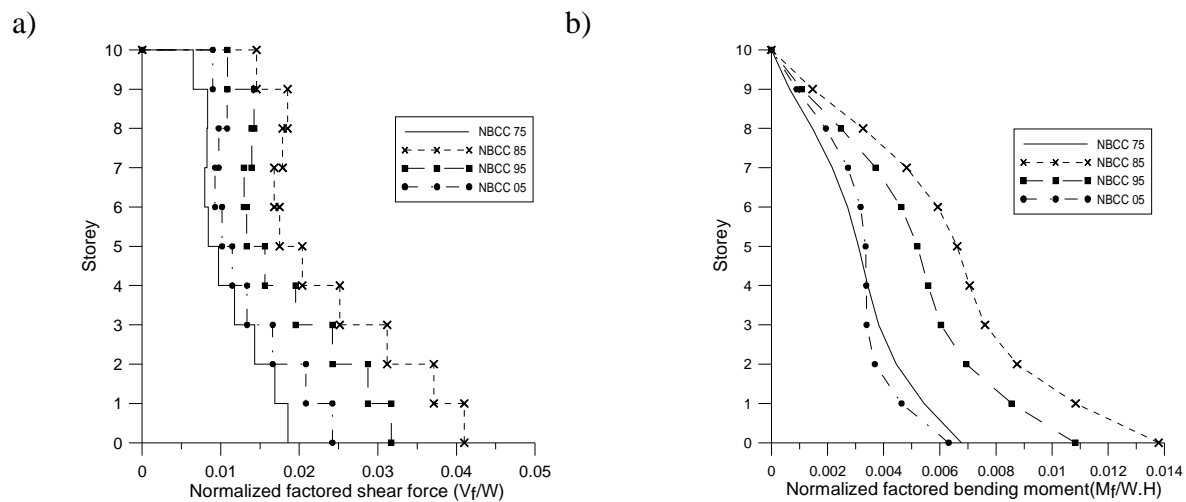 a)
10
9
8
7
6
5
4
3
2
1
0
Storey
NBCC 75
NBCC 85
NBCC 95
NBCC 05
0 0.01 0.02 0.03 0.04 0.05
Normalized factored shear force (Vf/W)
b)
10
9
8
7
6
5
4
3
2
1
0
Storey
NBCC 75
NBCC 85
NBCC 95
NBCC 05
0 0.002 0.004 0.006 0.008 0.01 0.012 0.014
Normalized factored bending moment(Mf/W.H)